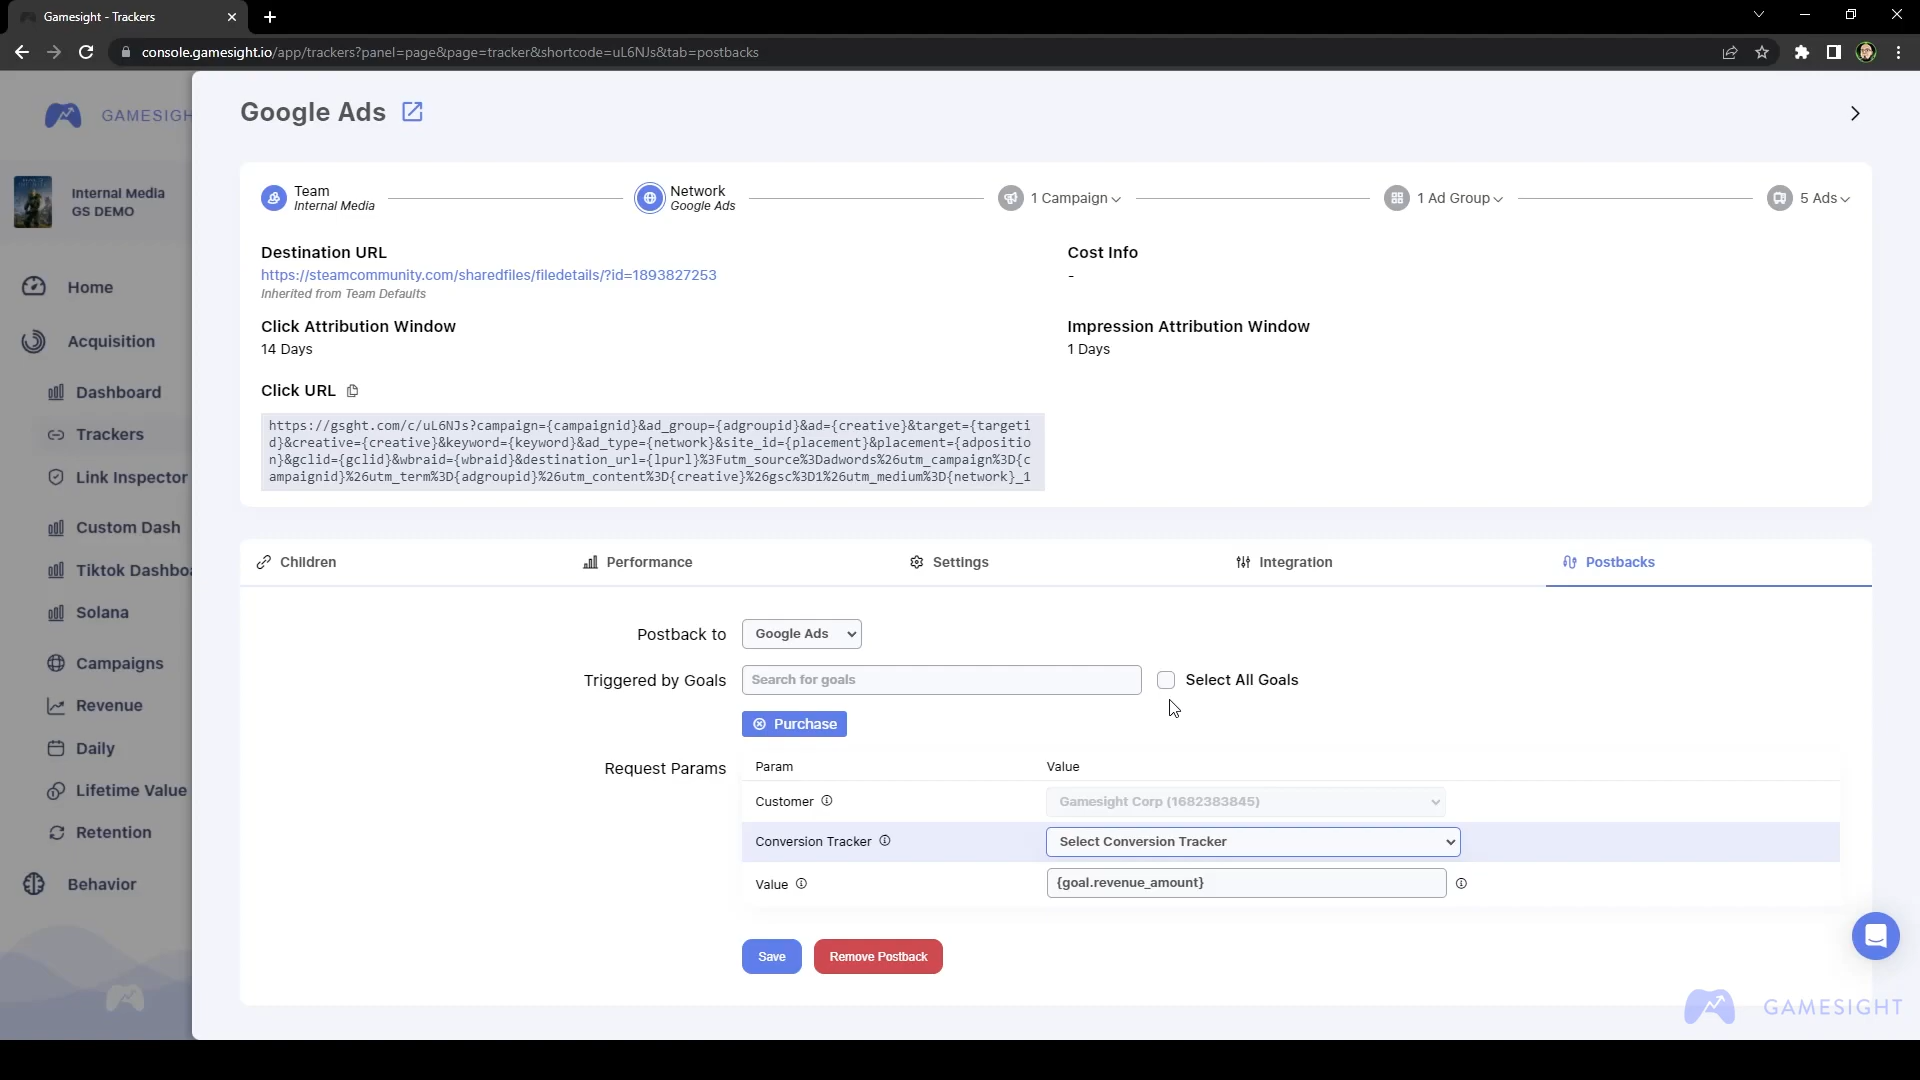 Gamesight - Trackers
console.gamesight.io/app/trackers?panel=page&page=tracker&shortcode=uL6NJs&tab=postbacks
GAMESIGH
Internal Media
GS DEMO
Home
Acquisition
Dashboard
Trackers
Link Inspector
Custom Dash
Tiktok Dashbo
Solana
Campaigns
Revenue
Daily
Lifetime Value
Retention
Behavior
Google Ads
Team
Internal Media
Network
Google Ads
1 Campaign
1 Ad Group
5 Ads
Destination URL
https://steamcommunity.com/sharedfiles/filedetails/?id=1893827253
Inherited from Team Defaults
Cost Info
-
Click Attribution Window
14 Days
Impression Attribution Window
1 Days
Click URL
https://gsght.com/c/uL6NJs?campaign={campaignid}&ad_group={adgroupid}&ad={creative}&target={targeti
d}&creative={creative}&keyword={keyword}&ad_type={network}&site_id={placement}&placement={adpositio
n}&gclid={gclid}&wbraid={wbraid}&destination_url={lpurl}%3Futm_source%3Dadwords%26utm_campaign%3D{c
ampaignid}%26utm_term%3D{adgroupid}%26utm_content%3D{creative}%26gsc%3D1%26utm_medium%3D{network}_1
Children
Performance
Settings
Integration
Postbacks
Postback to
Google Ads
Triggered by Goals
Search for goals
Select All Goals
Purchase
Request Params
Param
Value
Customer
Gamesight Corp (1682383845)
Conversion Tracker
Select Conversion Tracker
Value
{goal.revenue_amount}
Save
Remove Postback
GAMESIGHT